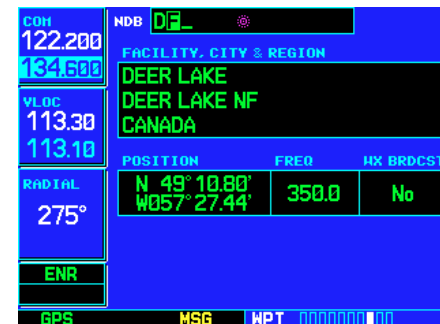 COM
122.200
134.600
VLOC
113.30
113.10
RADIAL
275°
ENR
GPS
NDB DF_
FACILITY, CITY & REGION
DEER LAKE
DEER LAKE NF
CANADA
POSITION FREQ WX BRDCST
N 49°10.80'
W057°27.44'
350.0
No
MSG
WPT